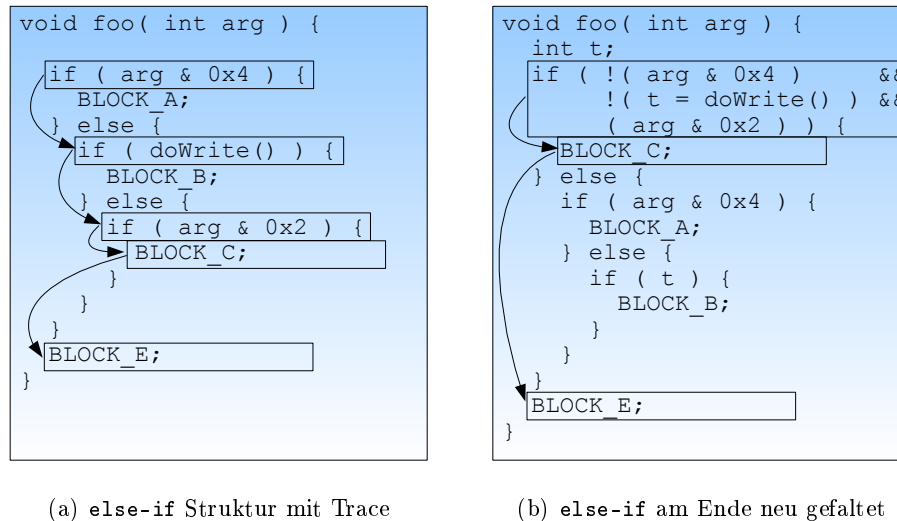 void foo( int arg ) {
if ( arg & 0x4 ) {
BLOCK_A;
} else {
if ( doWrite() ) {
BLOCK_B;
} else {
if ( arg & 0x2 ) {
BLOCK_C;
}
}
}
BLOCK_E;
}
(a) else-if Struktur mit Trace
void foo( int arg ) {
int t;
if ( !( arg & 0x4 ) &&
!( t = doWrite() ) &&
( arg & 0x2 ) ) {
BLOCK_C;
} else {
if ( arg & 0x4 ) {
BLOCK_A;
} else {
if ( t ) {
BLOCK_B;
}
}
}
BLOCK_E;
}
(b) else-if am Ende neu gefaltet